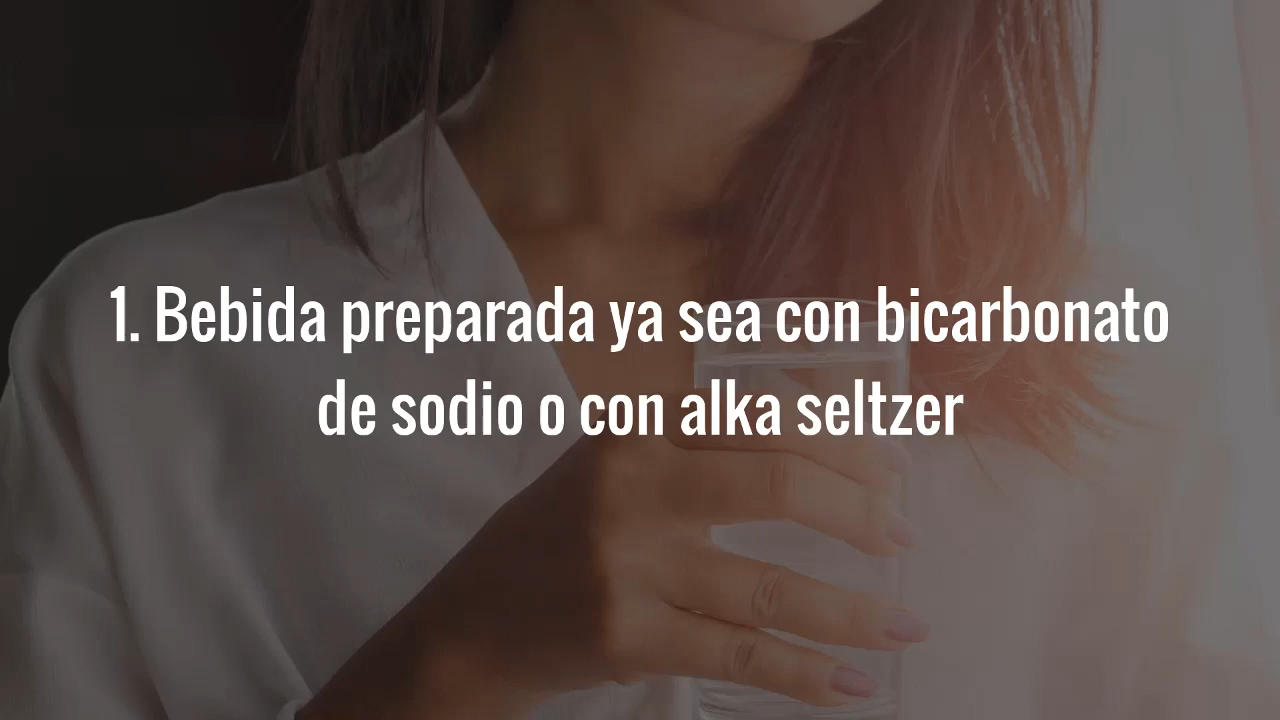 1. Bebida preparada ya sea con bicarbonato
de sodio o con alka seltzer